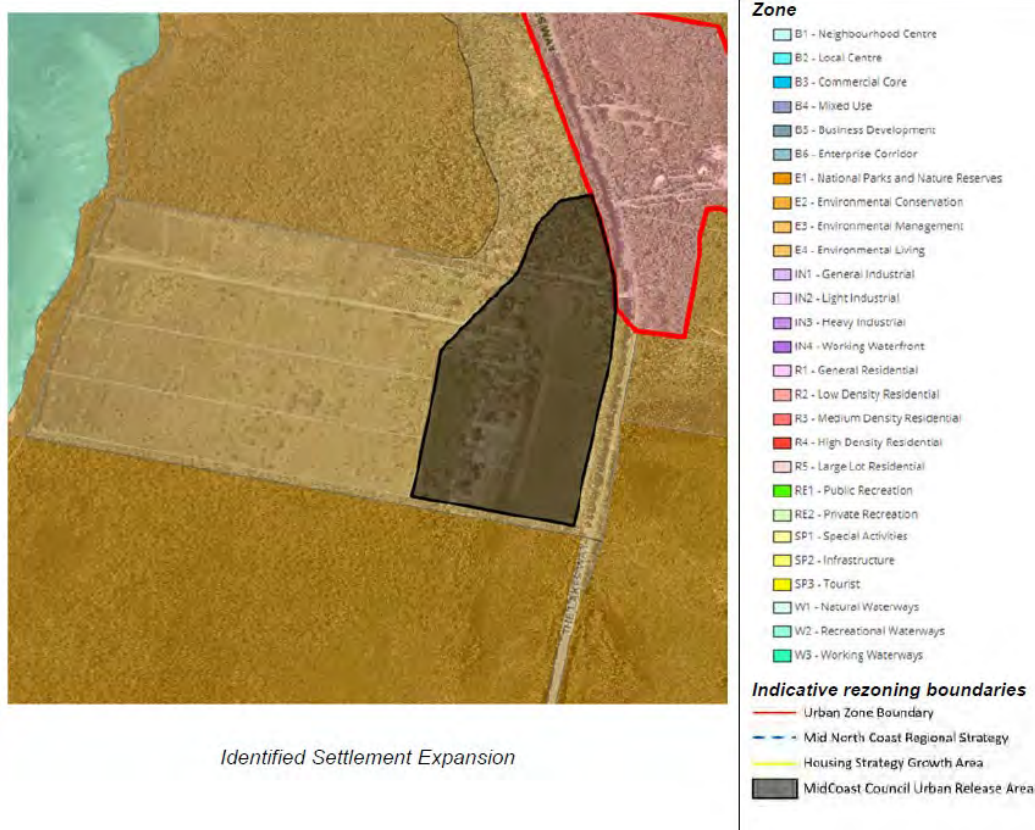 SWAY
THE LAKES WAY
Identified Settlement Expansion
Zone
B1 - Neighbourhood Centre
B2 - Local Centre
B3 - Commercial Core
B4 - Mixed Use
B5 - Business Development
B6 - Enterprise Corridor
E1 - National Parks and Nature Reserves
E2 - Environmental Conservation
E3 - Environmental Management
E4 - Environmental Living
IN1 - General Industrial
IN2 - Light Industrial
IN3 - Heavy Industrial
IN4 - Working Waterfront
R1 - General Residential
R2 - Low Density Residential
R3 - Medium Density Residential
R4 - High Density Residential
R5 - Large Lot Residential
RE1 - Public Recreation
RE2 - Private Recreation
SP1 - Special Activities
SP2 - Infrastructure
SP3 - Tourist
W1 - Natural Waterways
W2 - Recreational Waterways
W3 - Working Waterways
Indicative rezoning boundaries
Urban Zone Boundary
Mid North Coast Regional Strategy
Housing Strategy Growth Area
MidCoast Council Urban Release Area